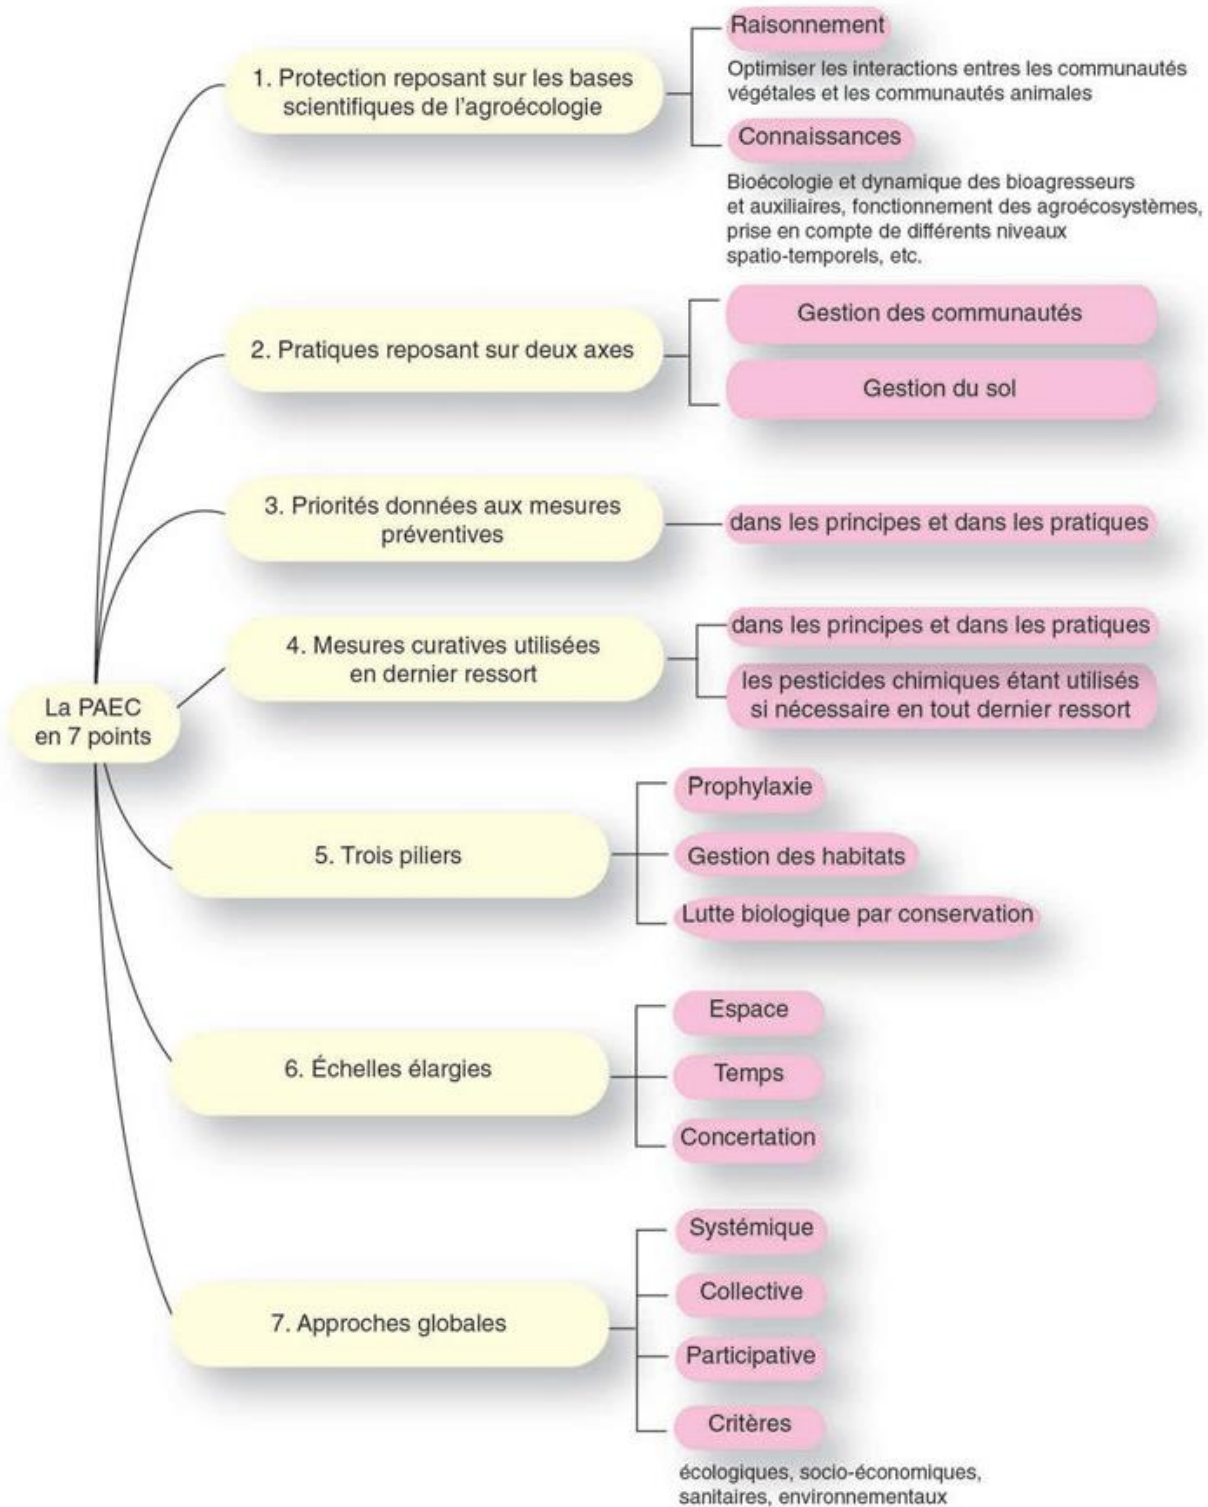 La PAEC
en 7 points
1. Protection reposant sur les bases
scientifiques de l'agroécologie
Raisonnement
Optimiser les interactions entres les communautés
végétales et les communautés animales
Connaissances
Bioécologie et dynamique des bioagresseurs
et auxiliaires, fonctionnement des agroécosystèmes,
prise en compte de différents niveaux
spatio-temporels, etc.
2. Pratiques reposant sur deux axes
Gestion des communautés
Gestion du sol
3. Priorités données aux mesures
préventives
dans les principes et dans les pratiques
4. Mesures curatives utilisées
en dernier ressort
dans les principes et dans les pratiques
les pesticides chimiques étant utilisés
si nécessaire en tout dernier ressort
5. Trois piliers
Prophylaxie
Gestion des habitats
Lutte biologique par conservation
6. Échelles élargies
Espace
Temps
Concertation
7. Approches globales
Systémique
Collective
Participative
Critères
écologiques, socio-économiques,
sanitaires, environnementaux